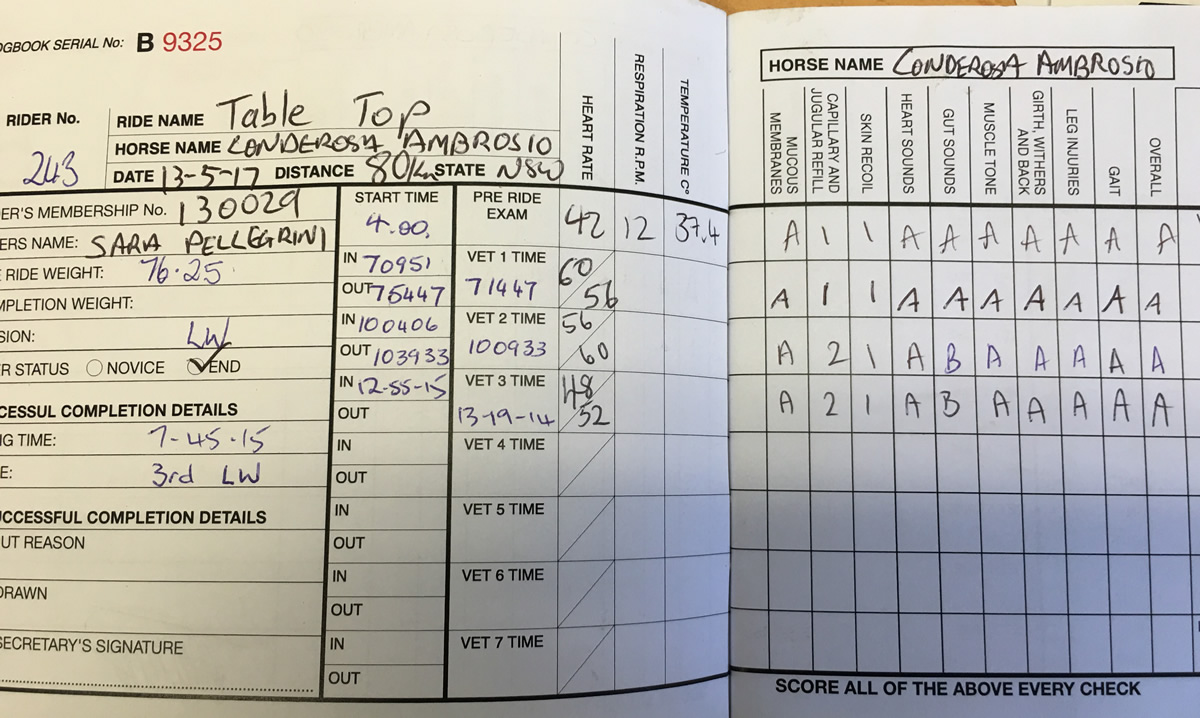 OGBOOK SERIAL No: B 9325
RIDER No.
243
RIDE NAME Table Top
HORSE NAME CONDEROSA AMBROSIO
DATE 13-5-17 DISTANCE 80Km STATE NSW
HEART RATE
RESPIRATION R.P.M.
TEMPERATURE C°
ER'S MEMBERSHIP No. 130029
ERS NAME: SARA PELLEGRINI
E RIDE WEIGHT: 76.25
MPLETION WEIGHT:
SION: LW
R STATUS NOVICE END
CESSFUL COMPLETION DETAILS
G TIME: 7-45.15
E: 3rd LW
UCCESSFUL COMPLETION DETAILS
UT REASON
DRAWN
SECRETARY'S SIGNATURE
START TIME 4.00. PRE RIDE EXAM 42 12 37.4
IN 70951 VET 1 TIME 60
OUT 75447 71447 56
IN 100406 VET 2 TIME 56
OUT 103933 100933 60
IN 12-55-15 VET 3 TIME 48
OUT 13-19-14 52
IN VET 4 TIME
OUT
IN VET 5 TIME
OUT
IN VET 6 TIME
OUT
IN VET 7 TIME
OUT
HORSE NAME CONDEROSA AMBROSIO
MUCOUS MEMBRANES
CAPILLARY AND JUGULAR REFILL
SKIN RECOIL
HEART SOUNDS
GUT SOUNDS
MUSCLE TONE
GIRTH, WITHERS AND BACK
LEG INJURIES
GAIT
OVERALL
A 1 1 A A A A A A A
A 1 1 A A A A A A A
A 2 1 A B A A A A A
A 2 1 A B A A A A A
SCORE ALL OF THE ABOVE EVERY CHECK